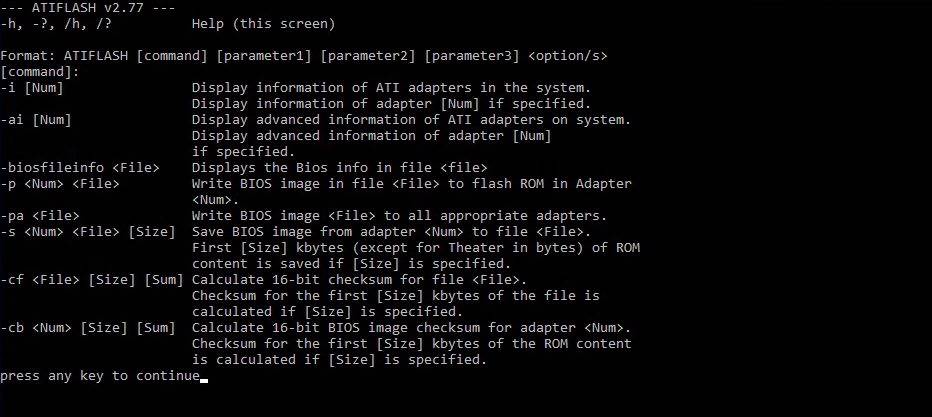 --- ATIFLASH v2.77 ---
-h, -?, /h, /?          Help (this screen)

Format: ATIFLASH [command] [parameter1] [parameter2] [parameter3] <option/s>
[command]:
-i [Num]                Display information of ATI adapters in the system.
                        Display information of adapter [Num] if specified.
-ai [Num]               Display advanced information of ATI adapters on system.
                        Display advanced information of adapter [Num]
                        if specified.
-biosfileinfo <File>    Displays the Bios info in file <file>
-p <Num> <File>         Write BIOS image in file <File> to flash ROM in Adapter
                        <Num>.
-pa <File>              Write BIOS image <File> to all appropriate adapters.
-s <Num> <File> [Size]  Save BIOS image from adapter <Num> to file <File>.
                        First [Size] kbytes (except for Theater in bytes) of ROM
                        content is saved if [Size] is specified.
-cf <File> [Size] [Sum] Calculate 16-bit checksum for file <File>.
                        Checksum for the first [Size] kbytes of the file is
                        calculated if [Size] is specified.
-cb <Num> [Size] [Sum]  Calculate 16-bit BIOS image checksum for adapter <Num>.
                        Checksum for the first [Size] kbytes of the ROM content
                        is calculated if [Size] is specified.
press any key to continue